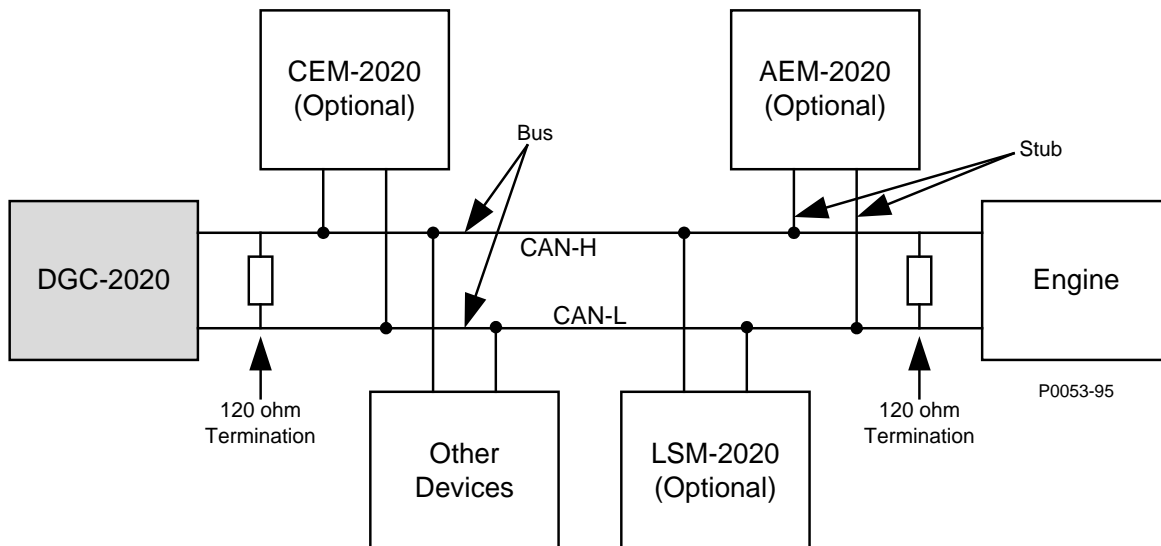 CEM-2020
(Optional)
AEM-2020
(Optional)
Bus
Stub
DGC-2020
CAN-H
Engine
CAN-L
P0053-95
120 ohm
Termination
120 ohm
Termination
Other
Devices
LSM-2020
(Optional)